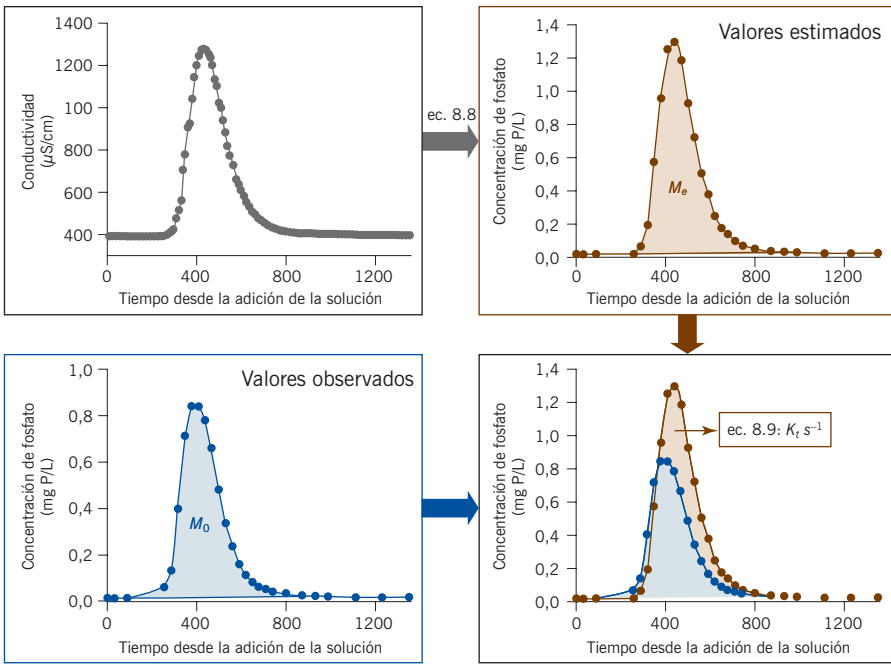 1400
1200
1000
800
600
400
Conductividad
(µS/cm)
0
400
800
1200
Tiempo desde la adición de la solución
ec. 8.8
Valores estimados
1,4
1,2
1,0
0,8
0,6
0,4
0,2
0,0
Concentración de fosfato
(mg P/L)
M_e
0
400
800
1200
Tiempo desde la adición de la solución
Valores observados
1,0
0,8
0,6
0,4
0,2
0,0
Concentración de fosfato
(mg P/L)
M_0
0
400
800
1200
Tiempo desde la adición de la solución
1,4
1,2
1,0
0,8
0,6
0,4
0,2
0,0
Concentración de fosfato
(mg P/L)
ec. 8.9: K_t s⁻¹
0
400
800
1200
Tiempo desde la adición de la solución